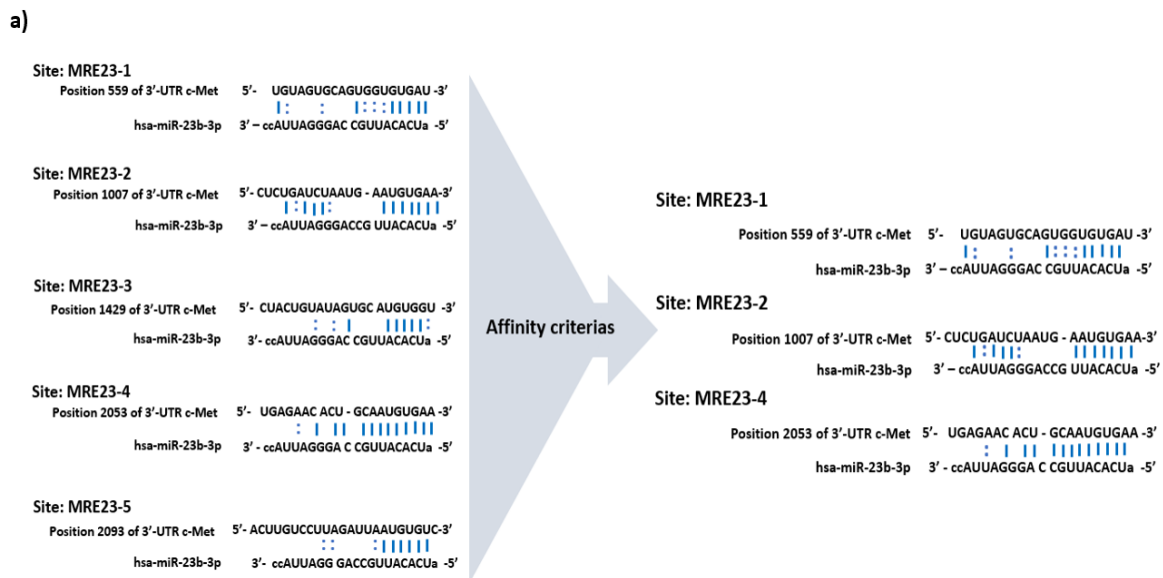 a)
Site: MRE23-1
Position 559 of 3’-UTR c-Met 5’- UGUAGUGCAGUGGUGUGAU -3’
hsa-miR-23b-3p 3’ – ccAUUAGGGAC CGUUACACUa -5’
Site: MRE23-2
Position 1007 of 3’-UTR c-Met 5’- CUCUGAUCUAAUG - AAUGUGAA-3’
hsa-miR-23b-3p 3’ – ccAUUAGGGACCG UUACACUa -5’
Site: MRE23-3
Position 1429 of 3’-UTR c-Met 5’- CUACUGUAUAGUGC AUGUGGU -3’
hsa-miR-23b-3p 3’- ccAUUAGGGAC CGUUACACUa -5’
Site: MRE23-4
Position 2053 of 3’-UTR c-Met 5’- UGAGAAC ACU - GCAAUGUGAA -3’
hsa-miR-23b-3p 3’ - ccAUUAGGGA C CGUUACACUa -5’
Site: MRE23-5
Position 2093 of 3’-UTR c-Met 5’- ACUUGUCCUUAGAUUAAUGUGUC-3’
hsa-miR-23b-3p 3’- ccAUUAGG GACCGUUACACUa -5’
Affinity criterias
Site: MRE23-1
Position 559 of 3’-UTR c-Met 5’- UGUAGUGCAGUGGUGUGAU -3’
hsa-miR-23b-3p 3’ – ccAUUAGGGAC CGUUACACUa -5’
Site: MRE23-2
Position 1007 of 3’-UTR c-Met 5’- CUCUGAUCUAAUG - AAUGUGAA-3’
hsa-miR-23b-3p 3’ – ccAUUAGGGACCG UUACACUa -5’
Site: MRE23-4
Position 2053 of 3’-UTR c-Met 5’- UGAGAAC ACU - GCAAUGUGAA -3’
hsa-miR-23b-3p 3’ - ccAUUAGGGA C CGUUACACUa -5’